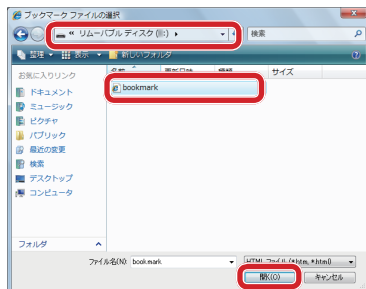 ブックマーク ファイルの選択
« リムーバブル ディスク (I:) ▸
検索
整理 ▼ 表示 ▼ 新しいフォルダ
お気に入りリンク
名前 更新日時 種類 サイズ
bookmark
ドキュメント
ミュージック
ピクチャ
パブリック
最近の変更
検索
デスクトップ
コンピュータ
フォルダ
ファイル名(N): bookmark
HTML ファイル (*.htm, *.html)
開く(O) キャンセル